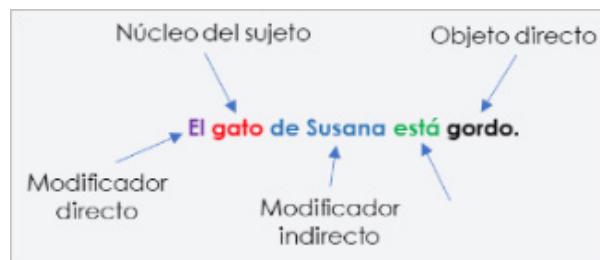 Núcleo del sujeto
Objeto directo
El gato de Susana está gordo.
Modificador
directo
Modificador
indirecto